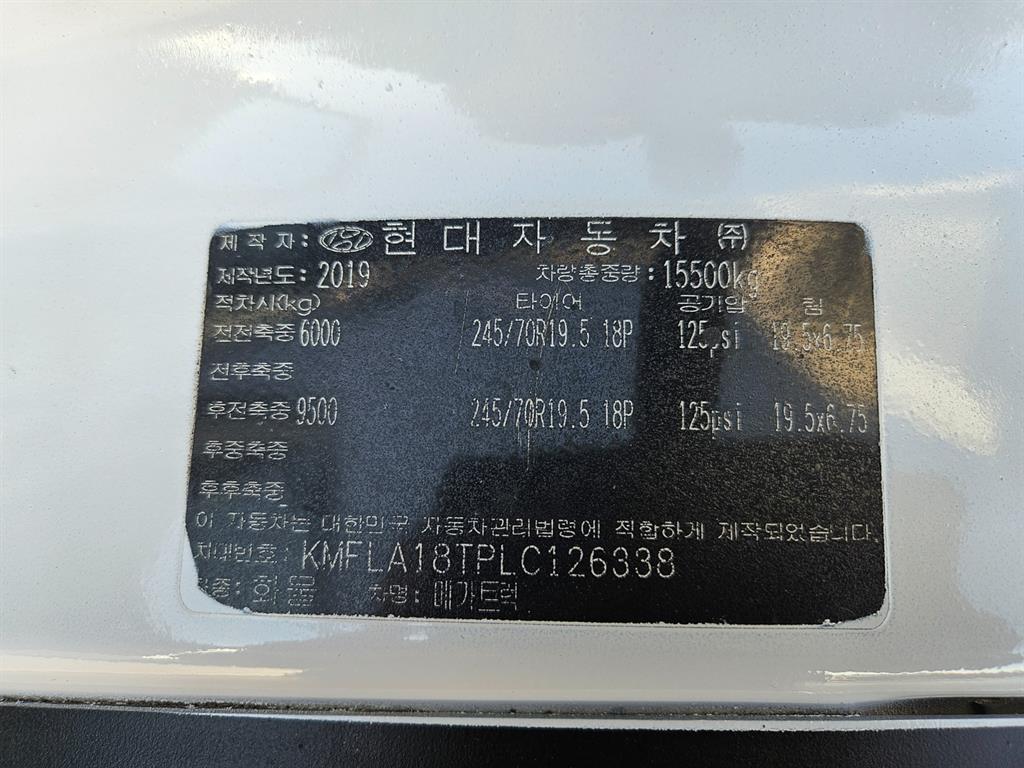 제 작 자 : 현 대 자 동 차 ㈜
제작년도 : 2019 차량총중량 : 15500kg
적차시(kg) 타이어 공기압 휠
전전축중 6000 245/70R19.5 18P 125psi 19.5x6.75
전후축중
후전축중 9500 245/70R19.5 18P 125psi 19.5x6.75
후중축중
후후축중
이 자동차는 대한민국 자동차관리법령에 적합하게 제작되었습니다.
차대번호 : KMFLA18TPLC126338
차종: 화물 차명: 메가트럭